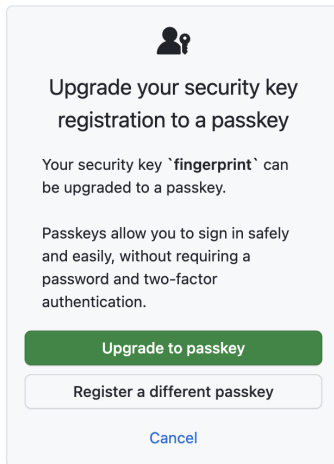 Upgrade your security key
registration to a passkey
Your security key `fingerprint` can
be upgraded to a passkey.
Passkeys allow you to sign in safely
and easily, without requiring a
password and two-factor
authentication.
Upgrade to passkey
Register a different passkey
Cancel